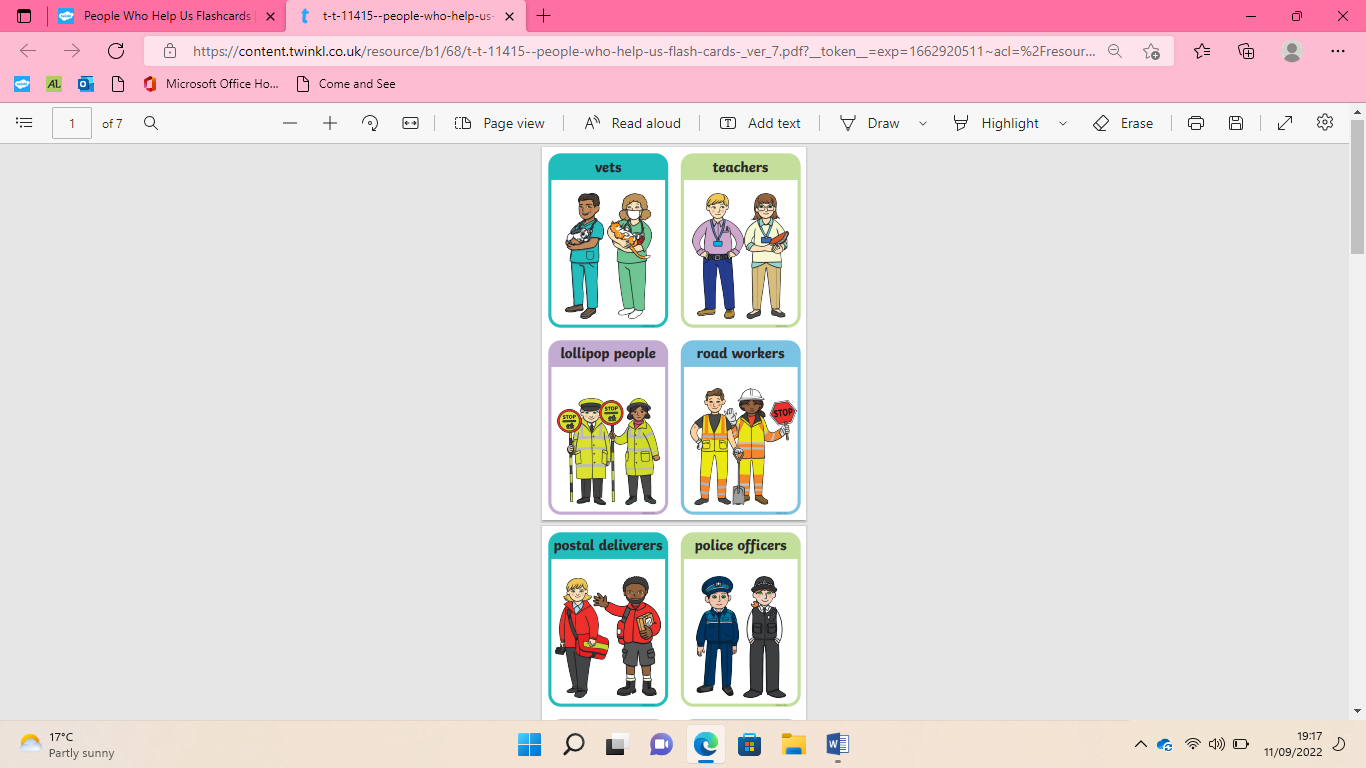 People Who Help Us Flashcards
t-t-11415--people-who-help-us-
https://content.twinkl.co.uk/resource/b1/68/t-t-11415--people-who-help-us-flash-cards-_ver_7.pdf?__token__=exp=1662920511~acl=%2Fresour...
AL
Microsoft Office Ho...
Come and See
1 of 7
Page view
Read aloud
Add text
Draw
Highlight
Erase
vets
teachers
lollipop people
road workers
STOP
STOP
STOP
postal deliverers
police officers
17°C
Partly sunny
19:17
11/09/2022